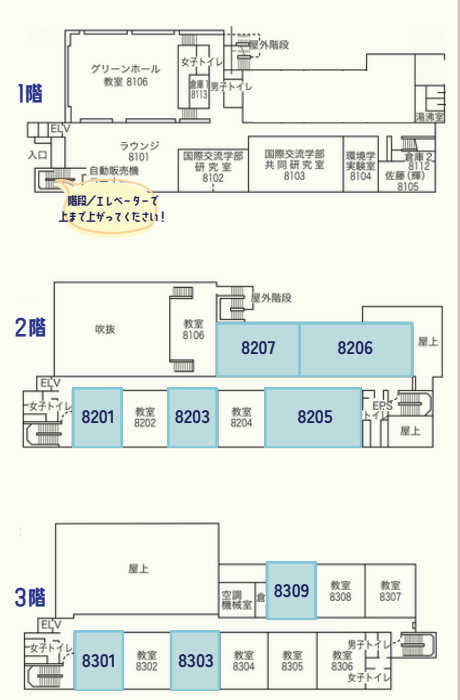 1階
グリーンホール
教室 8106
女子トイレ
倉庫1
8113
男子トイレ
屋外階段
湯沸室
ELV
入口
ラウンジ
8101
自動販売機
国際交流学部
研究室
8102
国際交流学部
共同研究室
8103
環境学
実験室
8104
倉庫2
8112
佐藤(輝)
8105
階段/エレベーターで
上まで上がってください!
2階
吹抜
教室
8106
屋外階段
8207
8206
屋上
ELV
女子トイレ
8201
教室
8202
8203
教室
8204
8205
EPS
トイレ
屋上
3階
屋上
空調
機械室
倉
8309
教室
8308
教室
8307
ELV
女子トイレ
8301
教室
8302
8303
教室
8304
教室
8305
教室
8306
男子トイレ
女子トイレ